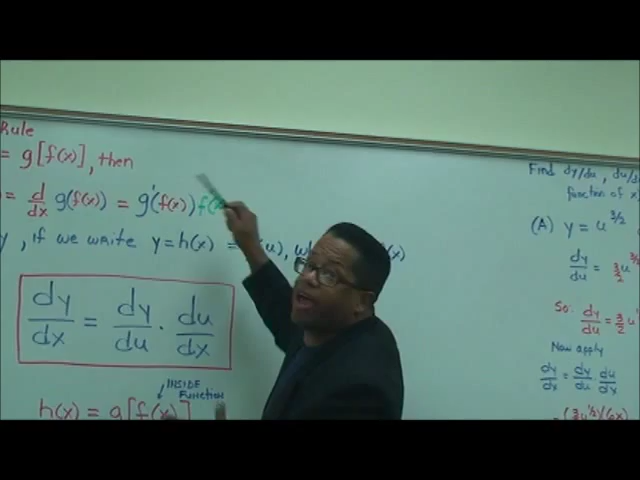 Rule
= g[f(x)], then
= d/dx g(f(x)) = g'(f(x)) f(x
y, if we write y=h(x) = (u), w (x)
dy/dx = dy/du · du/dx
INSIDE
FUNCTION
h(x) = g[f(x)]
Find dy/du, du/d
function of x
(A) y = u^3/2
dy/du = 3/2 u
So: dy/du = 3/2 u
Now apply
dy/dx = dy/du du/dx
= (3/2 u^1/2)(6x)